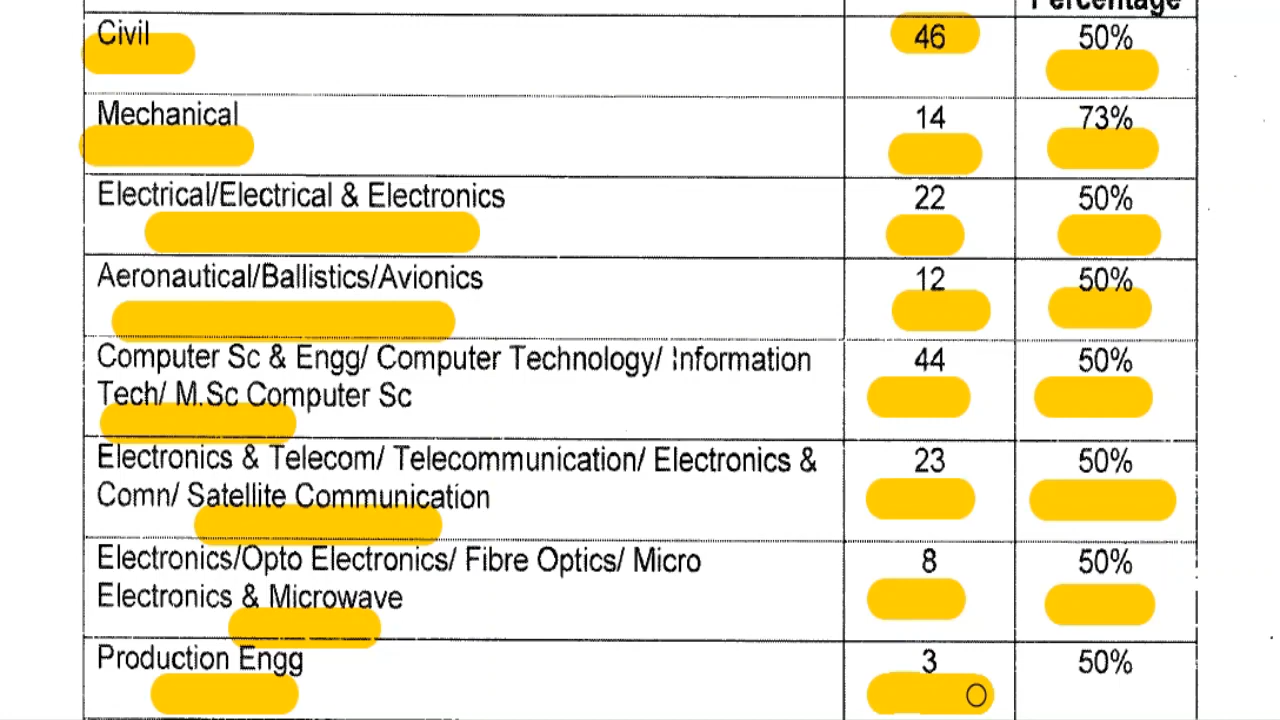 Percentage
Civil 46 50%
Mechanical 14 73%
Electrical/Electrical & Electronics 22 50%
Aeronautical/Ballistics/Avionics 12 50%
Computer Sc & Engg/ Computer Technology/ Information 44 50%
Tech/ M.Sc Computer Sc
Electronics & Telecom/ Telecommunication/ Electronics & 23 50%
Comn/ Satellite Communication
Electronics/Opto Electronics/ Fibre Optics/ Micro 8 50%
Electronics & Microwave
Production Engg 3 50%